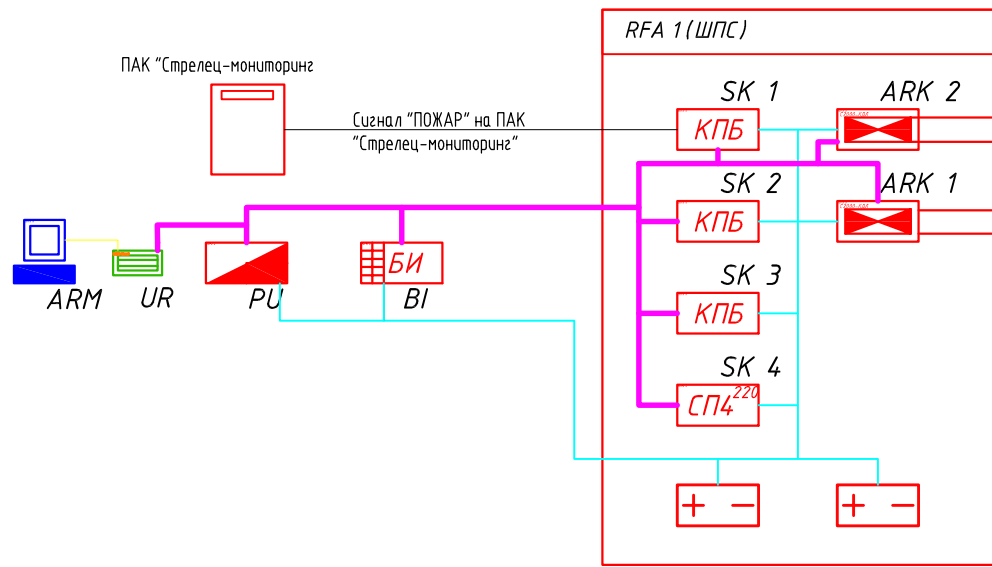 RFA 1 (ШПС)
ПАК "Стрелец-мониторинг
SK 1
ARK 2
Сигнал "ПОЖАР" на ПАК
"Стрелец-мониторинг"
КПБ
SK 2
ARK 1
КПБ
БИ
ARM
UR
PU
BI
SK 3
КПБ
SK 4
СП4 220
+ −
+ −